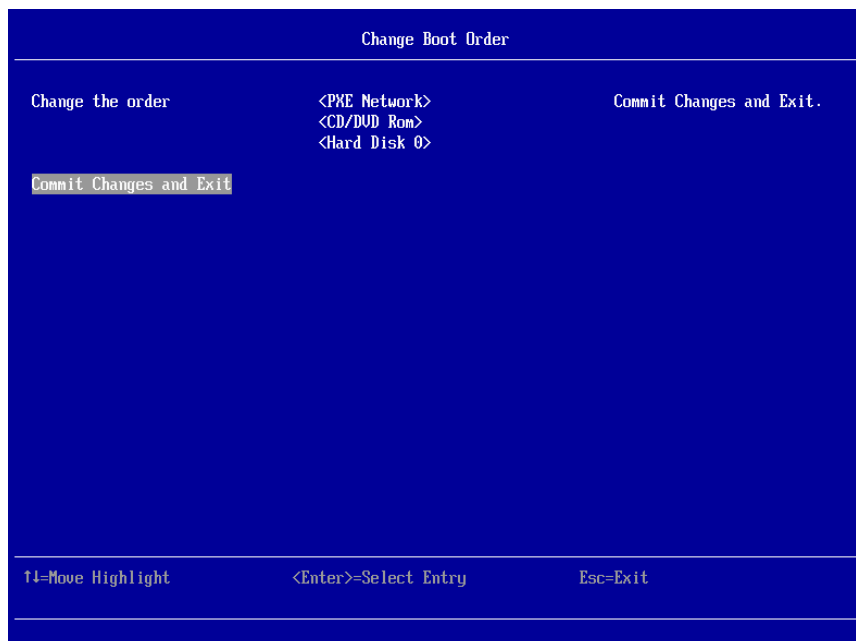 Change Boot Order
Change the order <PXE Network> Commit Changes and Exit.
<CD/DVD Rom>
<Hard Disk 0>
Commit Changes and Exit
↑↓=Move Highlight <Enter>=Select Entry Esc=Exit